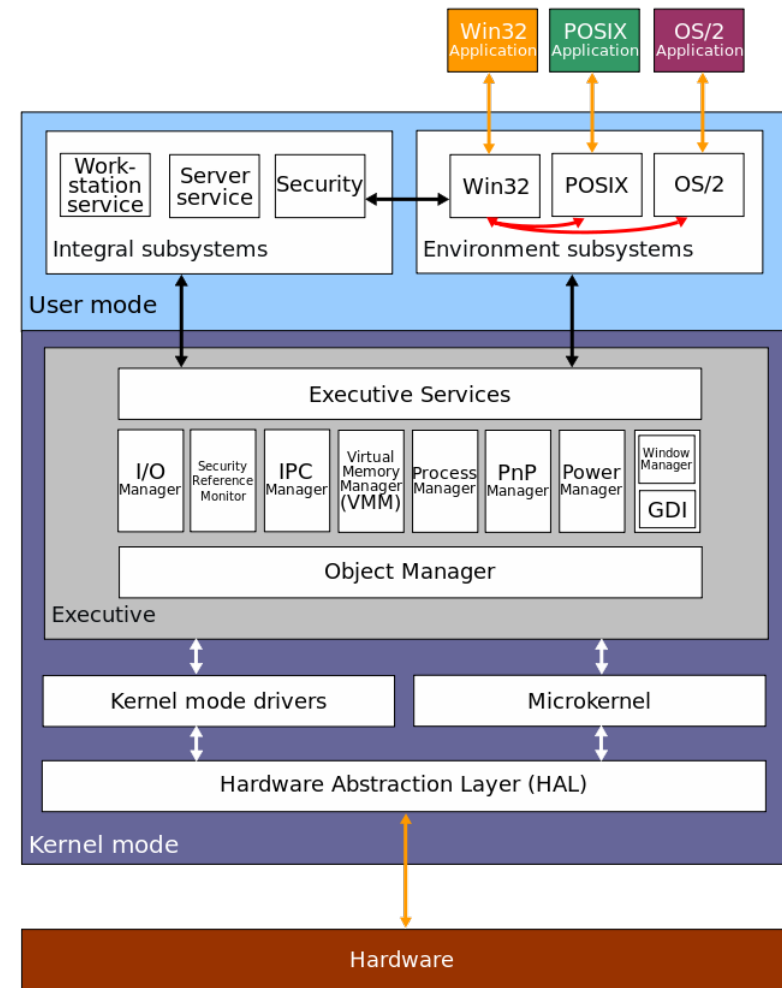 Win32
Application
POSIX
Application
OS/2
Application
Work-
station
service
Server
service
Security
Integral subsystems
Win32
POSIX
OS/2
Environment subsystems
User mode
Executive Services
I/O
Manager
Security
Reference
Monitor
IPC
Manager
Virtual
Memory
Manager
(VMM)
Process
Manager
PnP
Manager
Power
Manager
Window
Manager
GDI
Object Manager
Executive
Kernel mode drivers
Microkernel
Hardware Abstraction Layer (HAL)
Kernel mode
Hardware